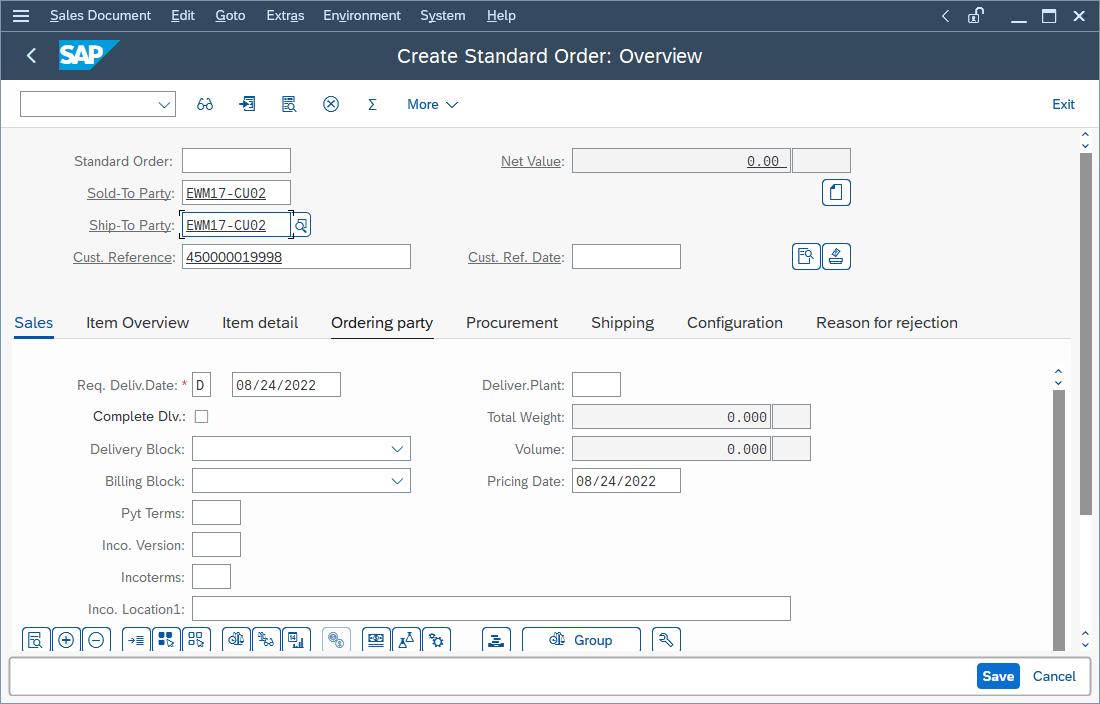 Sales Document Edit Goto Extras Environment System Help
SAP Create Standard Order: Overview
More Exit
Standard Order: Net Value: 0.00
Sold-To Party: EWM17-CU02
Ship-To Party: EWM17-CU02
Cust. Reference: 450000019998 Cust. Ref. Date:
Sales Item Overview Item detail Ordering party Procurement Shipping Configuration Reason for rejection
Req. Deliv.Date: * D 08/24/2022 Deliver.Plant:
Complete Dlv.: Total Weight: 0.000
Delivery Block: Volume: 0.000
Billing Block: Pricing Date: 08/24/2022
Pyt Terms:
Inco. Version:
Incoterms:
Inco. Location1:
Group
Save Cancel